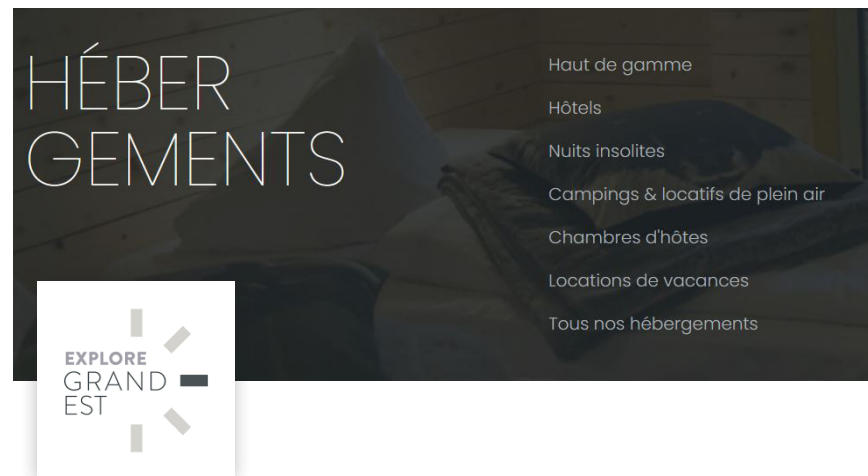 HÉBER
GEMENTS
Haut de gamme
Hôtels
Nuits insolites
Campings & locatifs de plein air
Chambres d'hôtes
Locations de vacances
Tous nos hébergements
EXPLORE
GRAND
EST